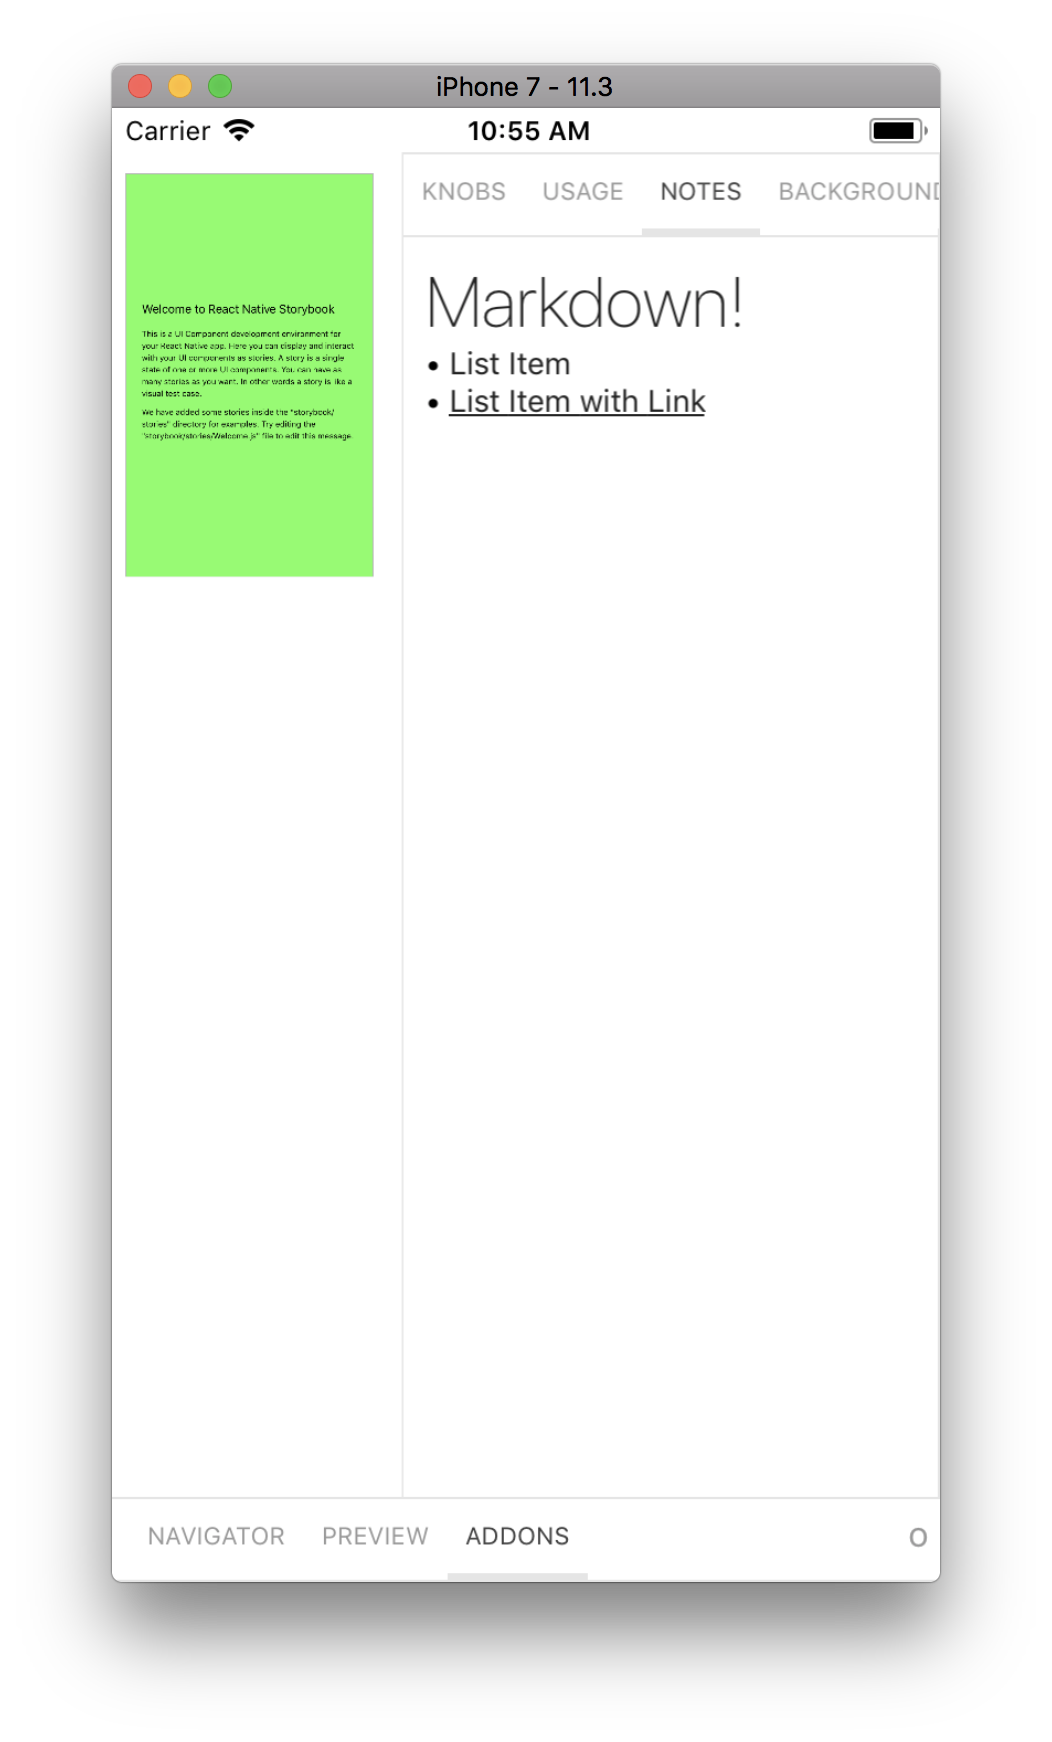 iPhone 7 - 11.3
Carrier
10:55 AM
Welcome to React Native Storybook
This is a UI Component development environment for
your React Native app. Here you can display and interact
with your UI components as stories. A story is a single
state of one or more UI components. You can have as
many stories as you want. In other words a story is like a
visual test case.
We have added some stories inside the "storybook/
stories" directory for examples. Try editing the
"storybook/stories/Welcome.js" file to edit this message.
KNOBS USAGE NOTES BACKGROUND
Markdown!
• List Item
• List Item with Link
NAVIGATOR PREVIEW ADDONS O